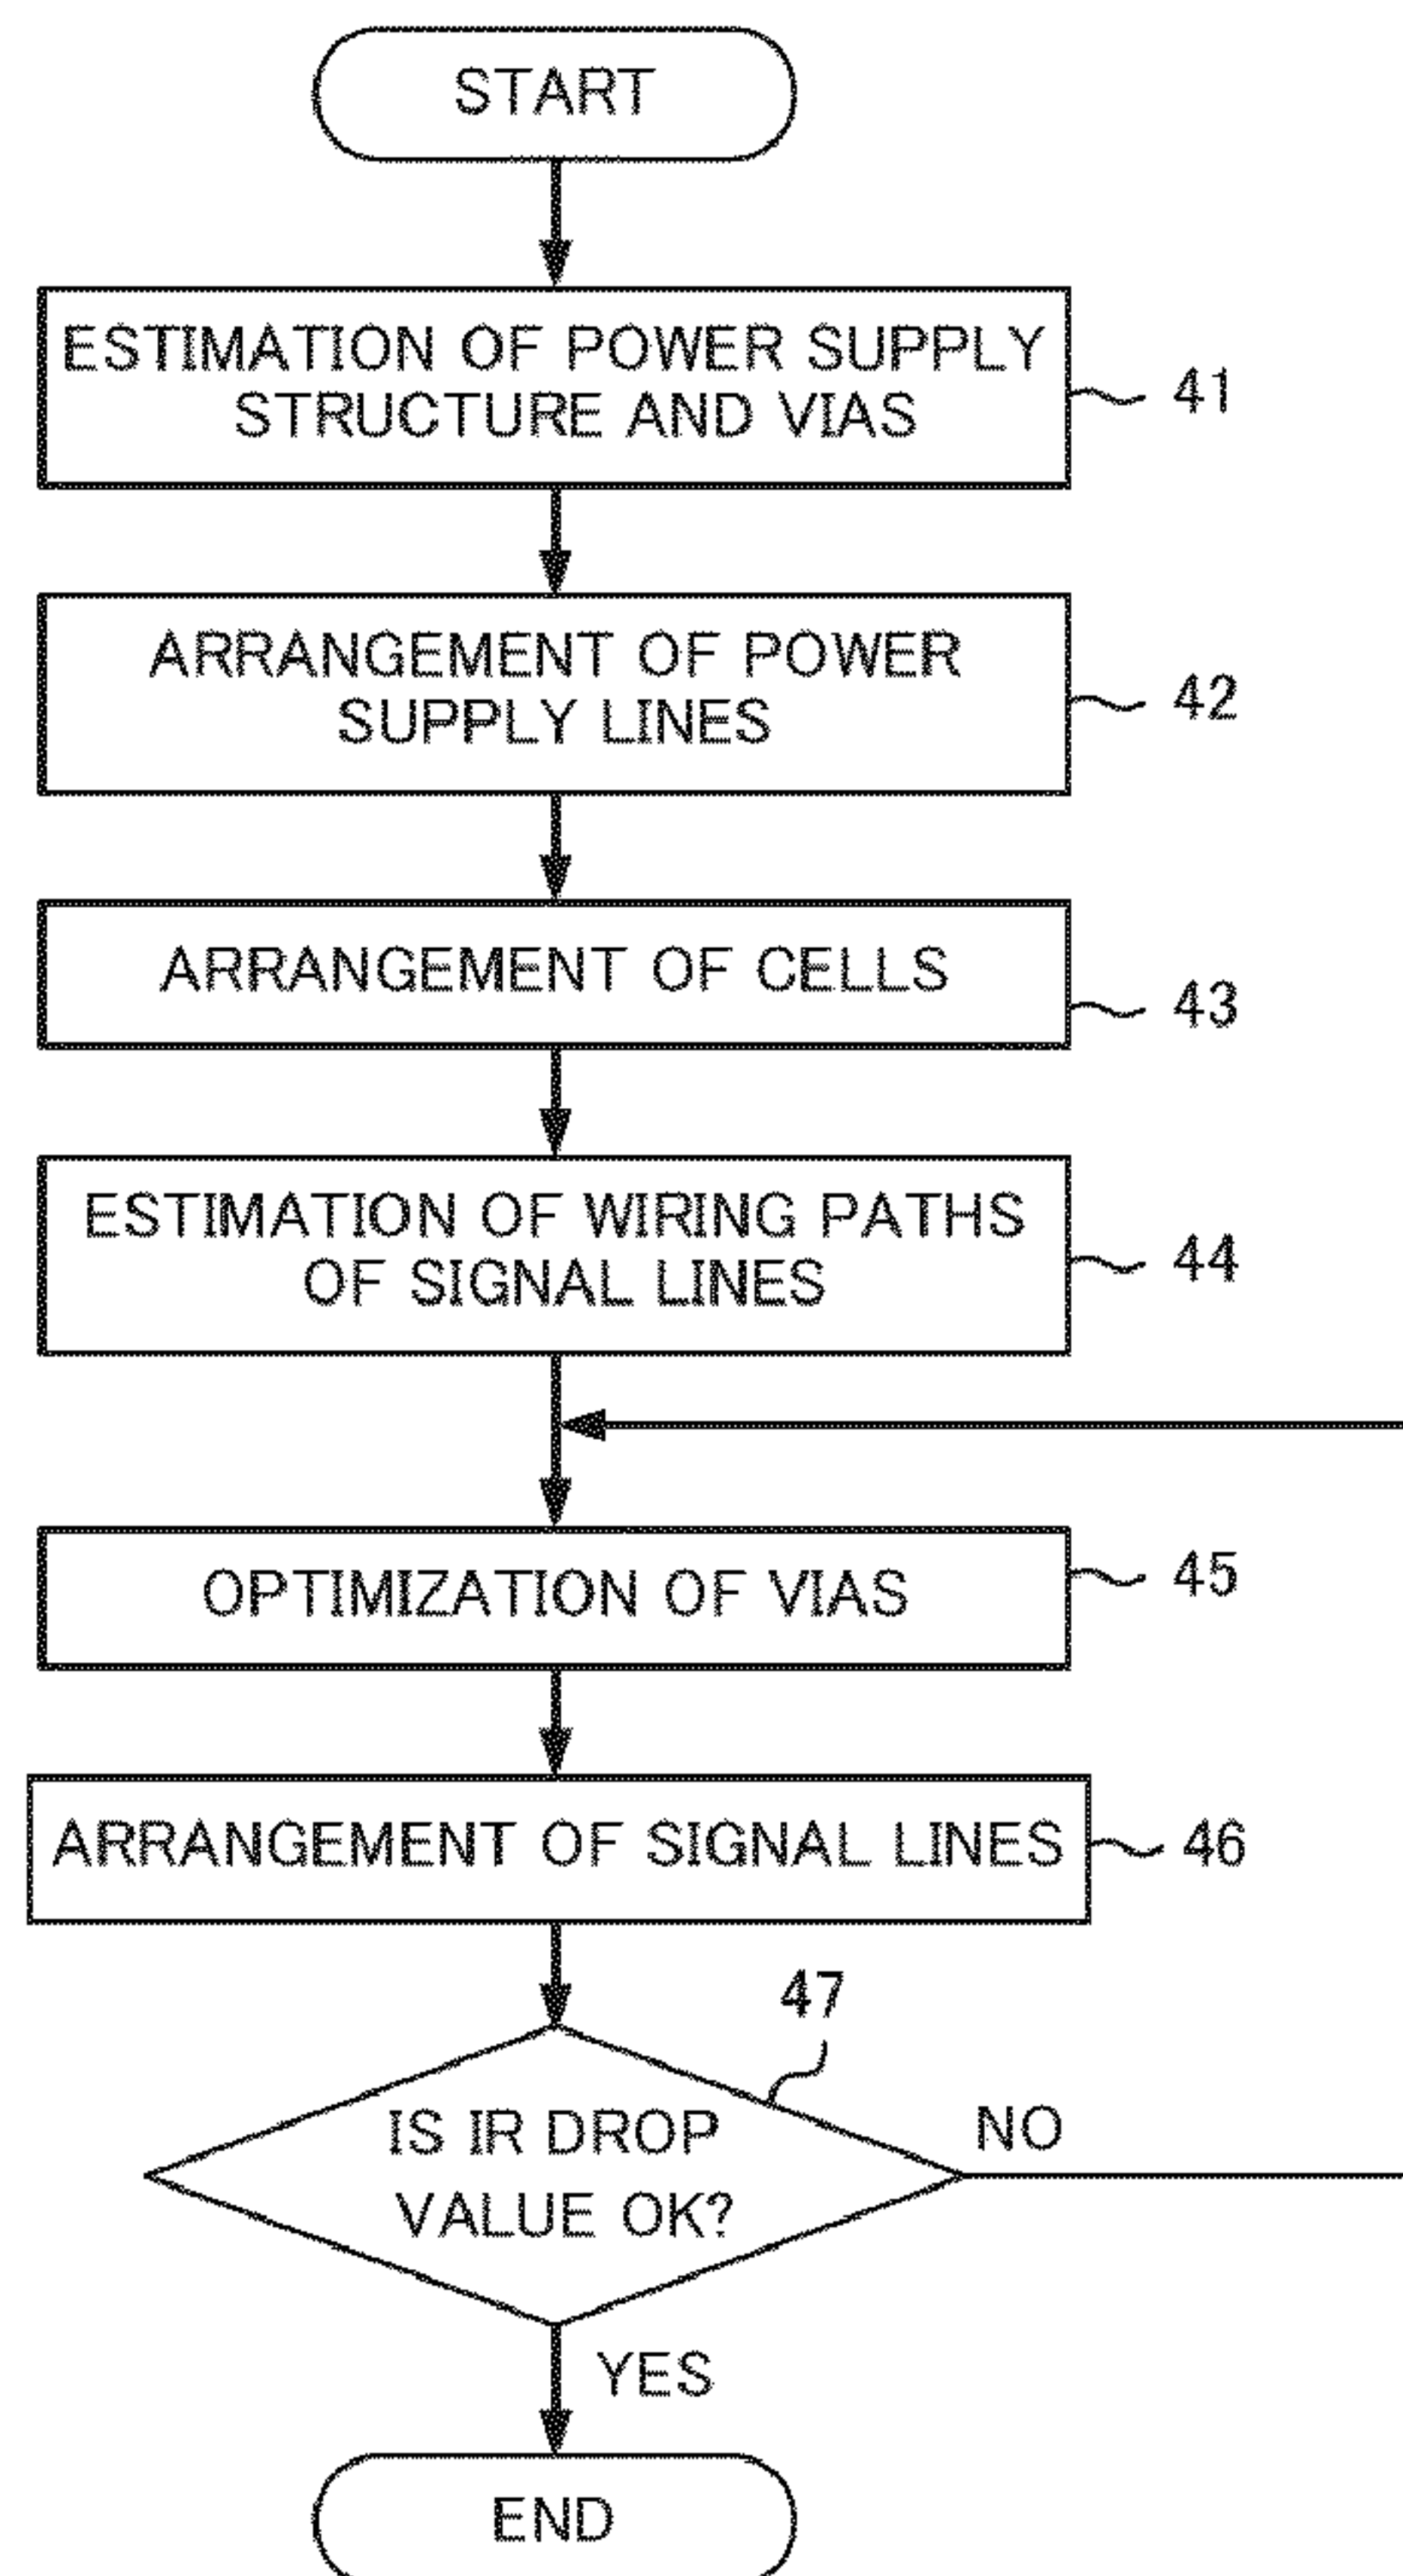 START
ESTIMATION OF POWER SUPPLY
STRUCTURE AND VIAS
41
ARRANGEMENT OF POWER
SUPPLY LINES
42
ARRANGEMENT OF CELLS
43
ESTIMATION OF WIRING PATHS
OF SIGNAL LINES
44
OPTIMIZATION OF VIAS
45
ARRANGEMENT OF SIGNAL LINES
46
47
IS IR DROP
VALUE OK?
NO
YES
END